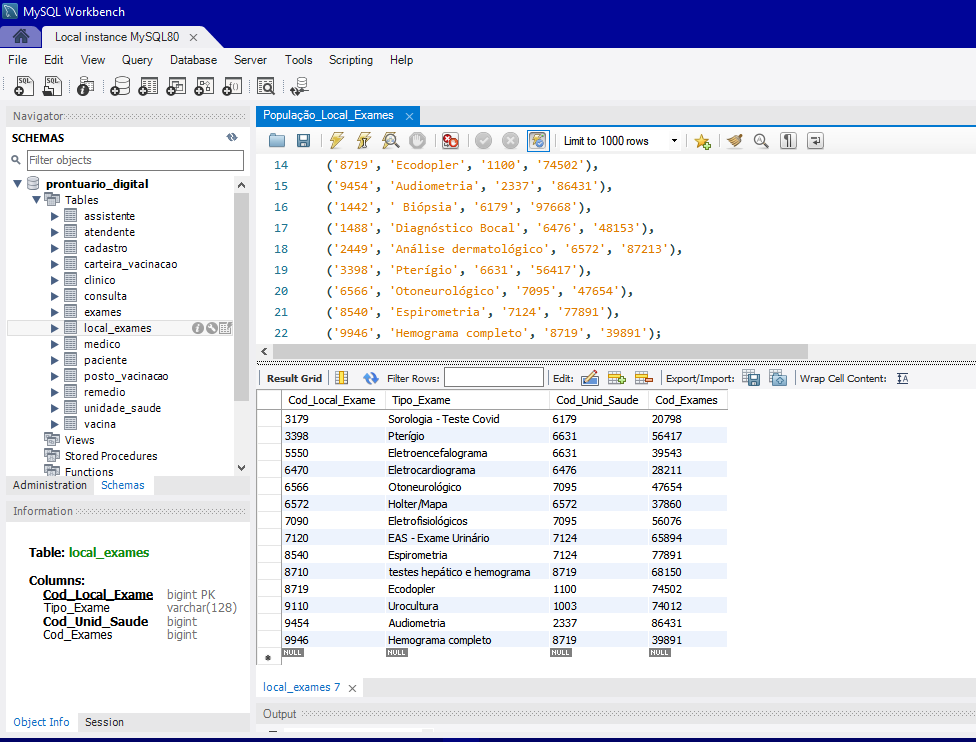 MySQL Workbench
Local instance MySQL80
File Edit View Query Database Server Tools Scripting Help
Navigator
SCHEMAS
Filter objects
prontuario_digital
Tables
assistente
atendente
cadastro
carteira_vacinacao
clinico
consulta
exames
local_exames
medico
paciente
posto_vacinacao
remedio
unidade_saude
vacina
Views
Stored Procedures
Functions
Administration Schemas
Information
Table: local_exames
Columns:
Cod_Local_Exame bigint PK
Tipo_Exame varchar(128)
Cod_Unid_Saude bigint
Cod_Exames bigint
Object Info Session
População_Local_Exames
Limit to 1000 rows
14 ('8719', 'Ecodopler', '1100', '74502'),
15 ('9454', 'Audiometria', '2337', '86431'),
16 ('1442', ' Biópsia', '6179', '97668'),
17 ('1488', 'Diagnóstico Bocal', '6476', '48153'),
18 ('2449', 'Análise dermatológico', '6572', '87213'),
19 ('3398', 'Pterígio', '6631', '56417'),
20 ('6566', 'Otoneurológico', '7095', '47654'),
21 ('8540', 'Espirometria', '7124', '77891'),
22 ('9946', 'Hemograma completo', '8719', '39891');
Result Grid Filter Rows: Edit: Export/Import: Wrap Cell Content:
Cod_Local_Exame Tipo_Exame Cod_Unid_Saude Cod_Exames
3179 Sorologia - Teste Covid 6179 20798
3398 Pterígio 6631 56417
5550 Eletroencefalograma 6631 39543
6470 Eletrocardiograma 6476 28211
6566 Otoneurológico 7095 47654
6572 Holter/Mapa 6572 37860
7090 Eletrofisiológicos 7095 56076
7120 EAS - Exame Urinário 7124 65894
8540 Espirometria 7124 77891
8710 testes hepático e hemograma 8719 68150
8719 Ecodopler 1100 74502
9110 Urocultura 1003 74012
9454 Audiometria 2337 86431
9946 Hemograma completo 8719 39891
NULL NULL NULL NULL
local_exames 7
Output